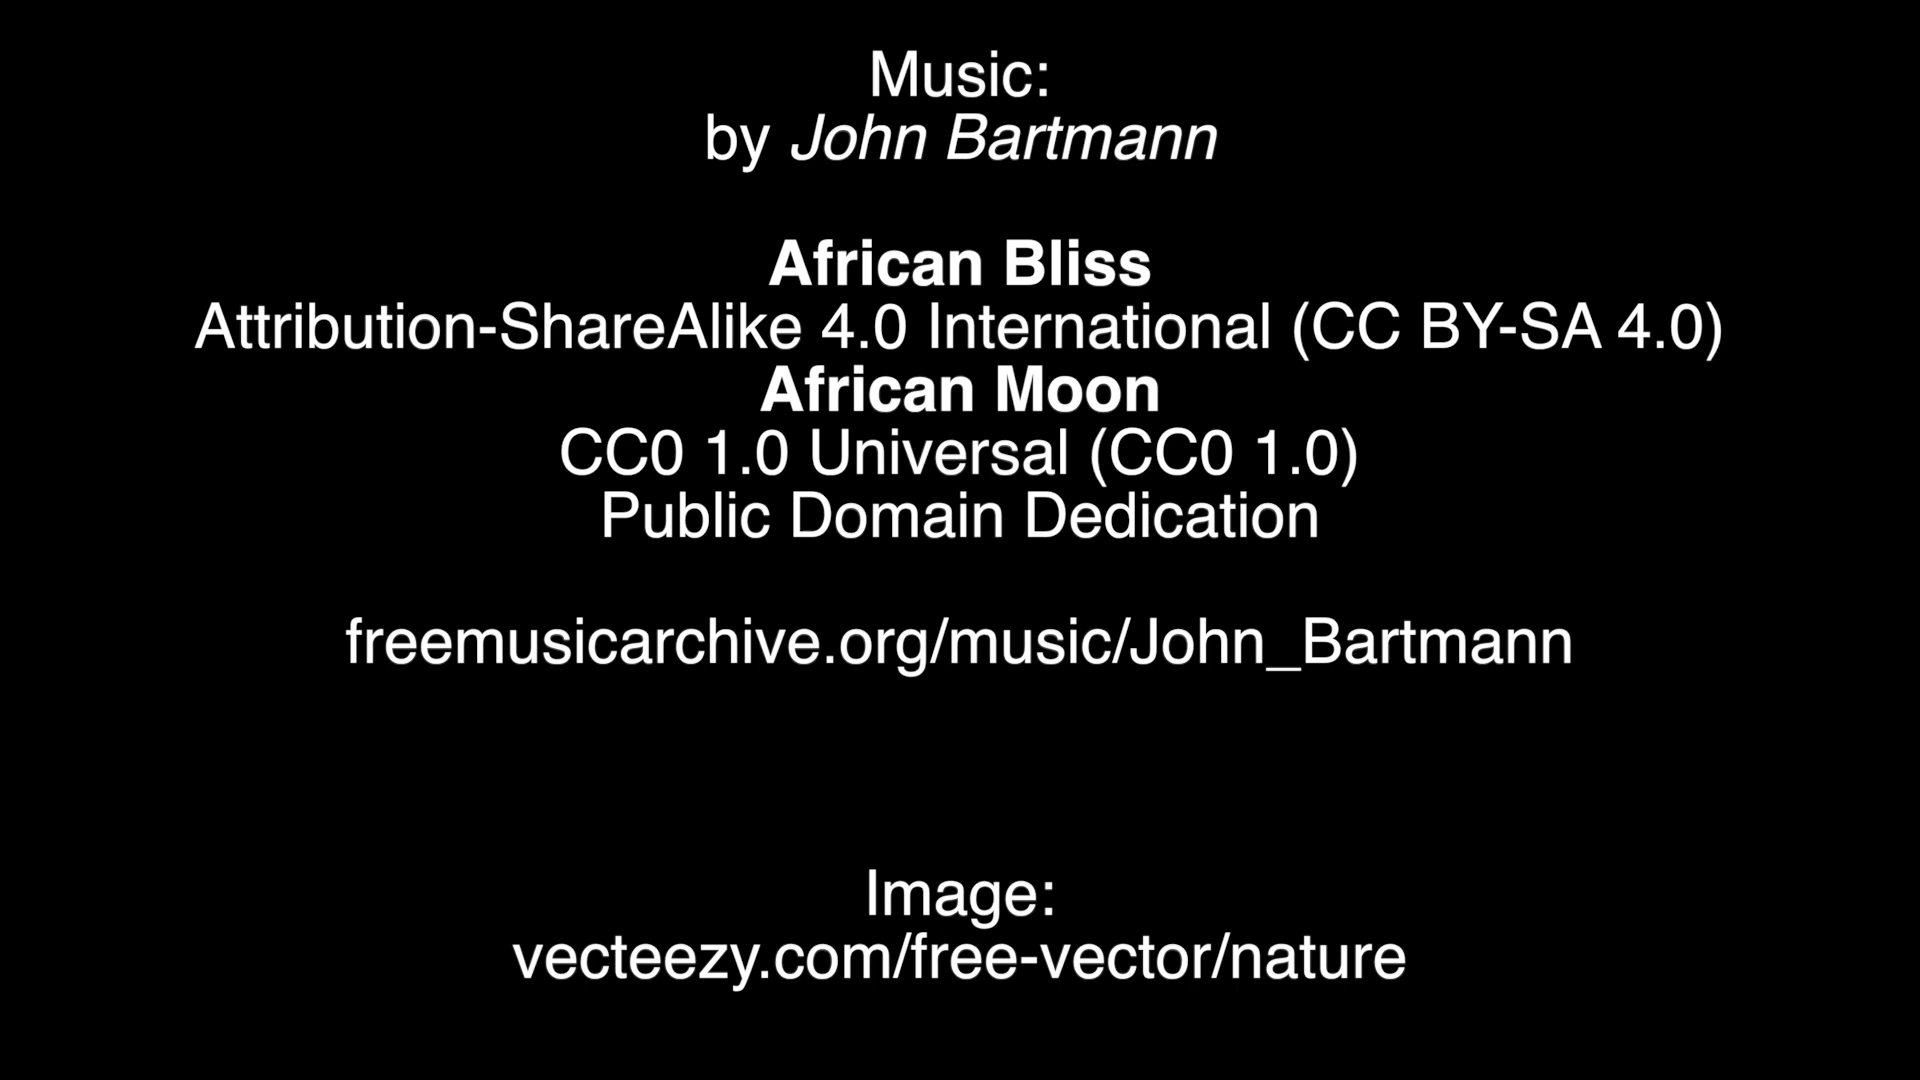 Music:
by John Bartmann
African Bliss
Attribution-ShareAlike 4.0 International (CC BY-SA 4.0)
African Moon
CC0 1.0 Universal (CC0 1.0)
Public Domain Dedication
freemusicarchive.org/music/John_Bartmann
Image:
vecteezy.com/free-vector/nature